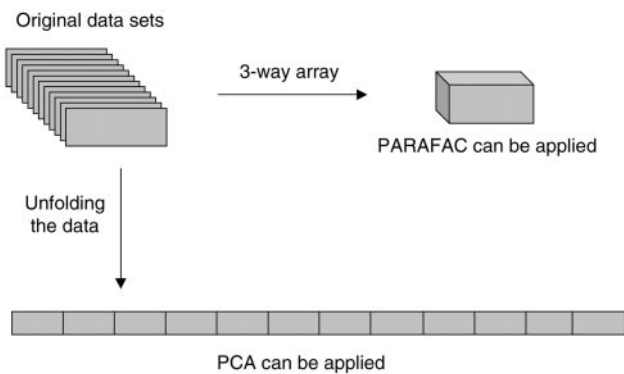 Original data sets
3-way array
PARAFAC can be applied
Unfolding
the data
PCA can be applied